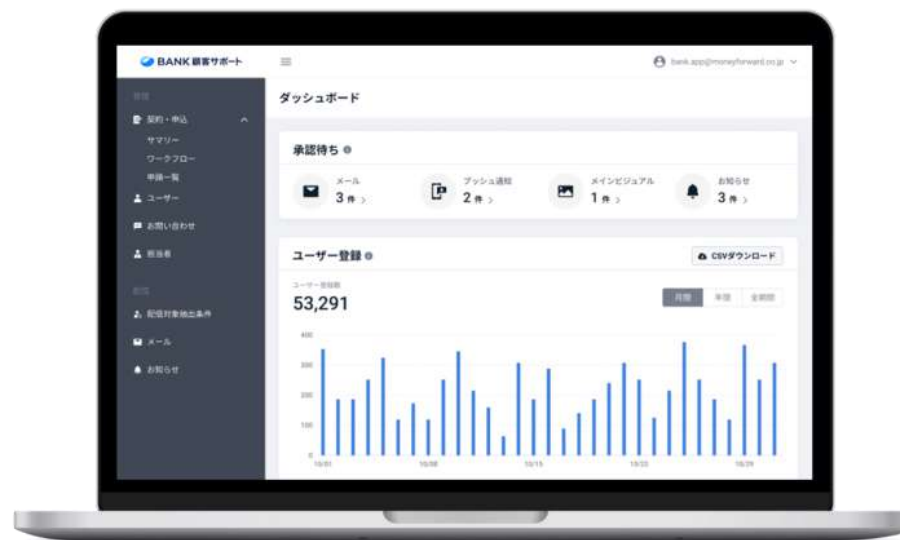 BANK 顧客サポート
bank.app@moneyforward.co.jp
管理
契約・申込
サマリー
ワークフロー
申請一覧
ユーザー
お問い合わせ
担当者
配信
配信対象抽出条件
メール
お知らせ
ダッシュボード
承認待ち
メール
3 件
プッシュ通知
2 件
メインビジュアル
1 件
お知らせ
3 件
ユーザー登録
CSVダウンロード
ユーザー登録数
53,291
月間
年間
全期間
400
300
200
100
0
10/01
10/08
10/15
10/29